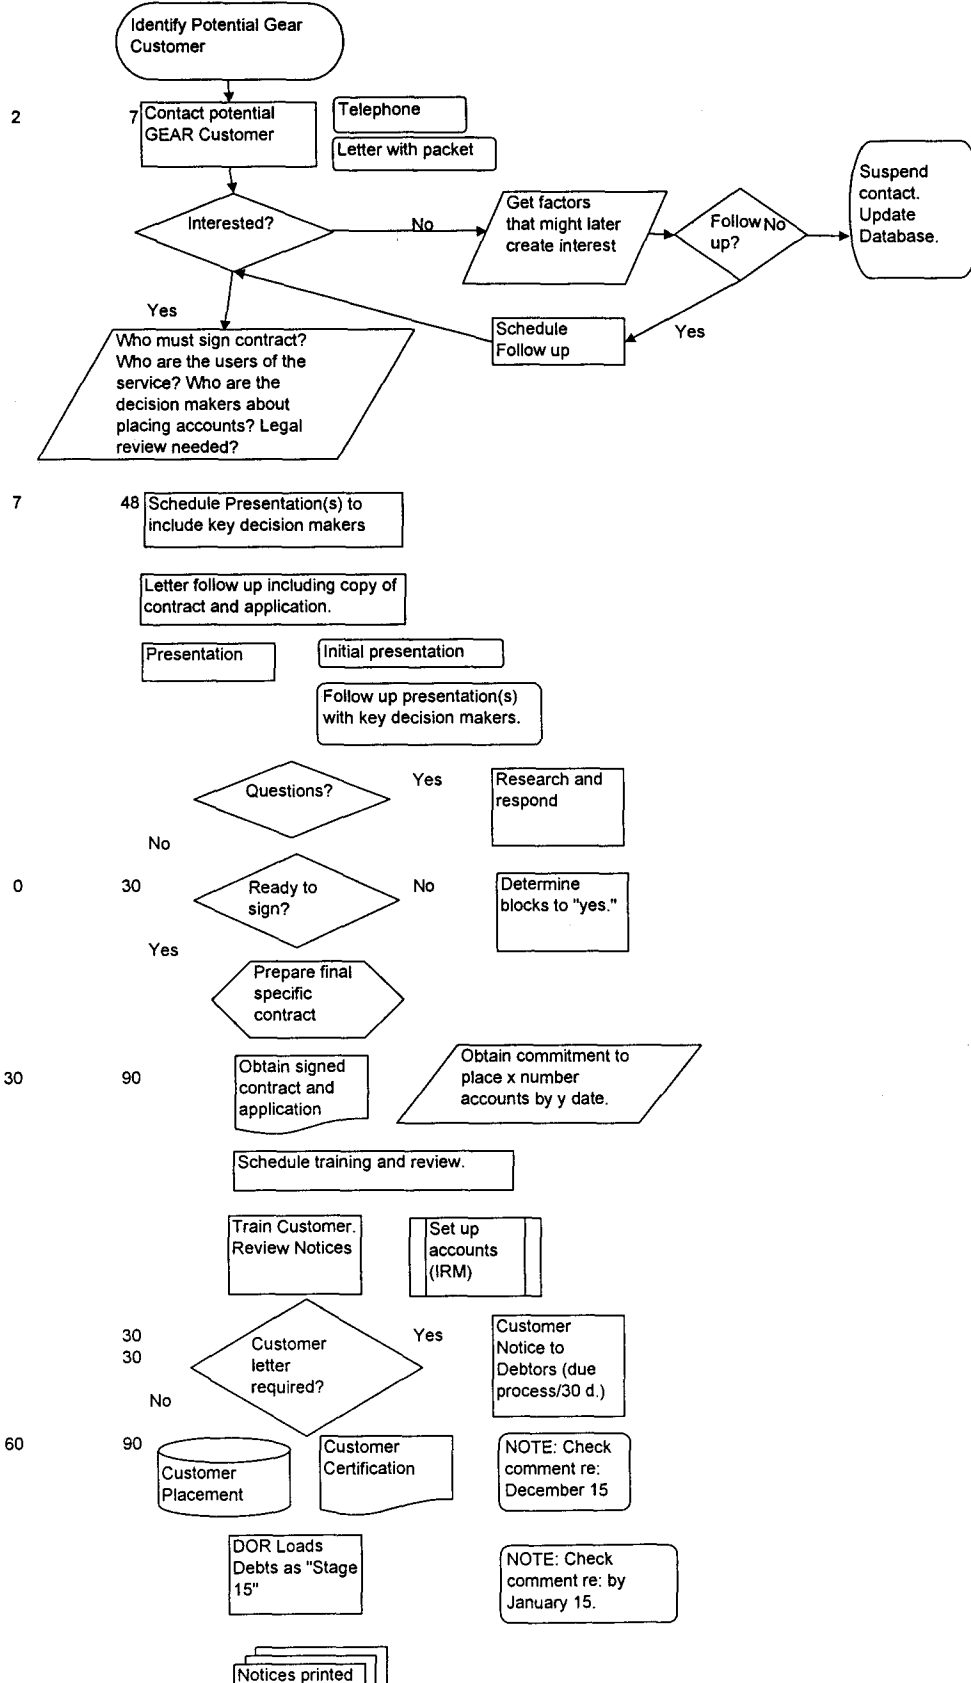 Identify Potential Gear
Customer
2
7
Contact potential
GEAR Customer
Telephone
Letter with packet
Interested?
No
Get factors
that might later
create interest
Follow
up?
No
Suspend
contact.
Update
Database.
Yes
Schedule
Follow up
Yes
Who must sign contract?
Who are the users of the
service? Who are the
decision makers about
placing accounts? Legal
review needed?
7
48
Schedule Presentation(s) to
include key decision makers
Letter follow up including copy of
contract and application.
Presentation
Initial presentation
Follow up presentation(s)
with key decision makers.
Questions?
Yes
Research and
respond
No
0
30
Ready to
sign?
No
Determine
blocks to "yes."
Yes
Prepare final
specific
contract
30
90
Obtain signed
contract and
application
Obtain commitment to
place x number
accounts by y date.
Schedule training and review.
Train Customer.
Review Notices
Set up
accounts
(IRM)
30
30
Customer
letter
required?
Yes
Customer
Notice to
Debtors (due
process/30 d.)
No
60
90
Customer
Placement
Customer
Certification
NOTE: Check
comment re:
December 15
DOR Loads
Debts as "Stage
15"
NOTE: Check
comment re: by
January 15.
Notices printed